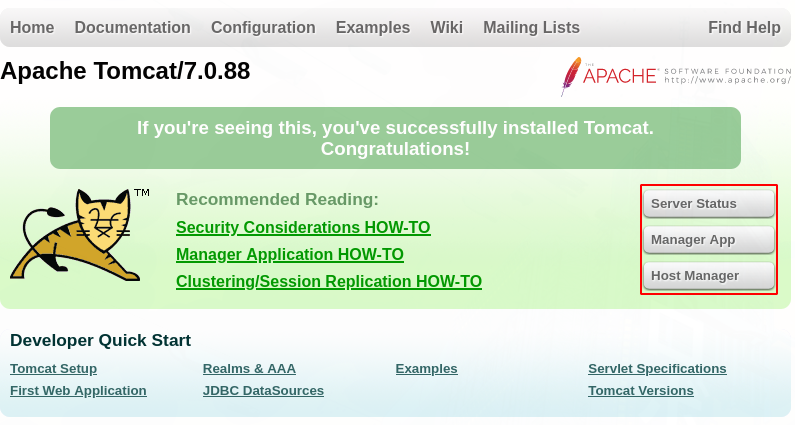 Home Documentation Configuration Examples Wiki Mailing Lists Find Help
Apache Tomcat/7.0.88
THE APACHE® SOFTWARE FOUNDATION
http://www.apache.org/
If you're seeing this, you've successfully installed Tomcat.
Congratulations!
TM
Recommended Reading:
Security Considerations HOW-TO
Manager Application HOW-TO
Clustering/Session Replication HOW-TO
Server Status
Manager App
Host Manager
Developer Quick Start
Tomcat Setup
First Web Application
Realms & AAA
JDBC DataSources
Examples
Servlet Specifications
Tomcat Versions